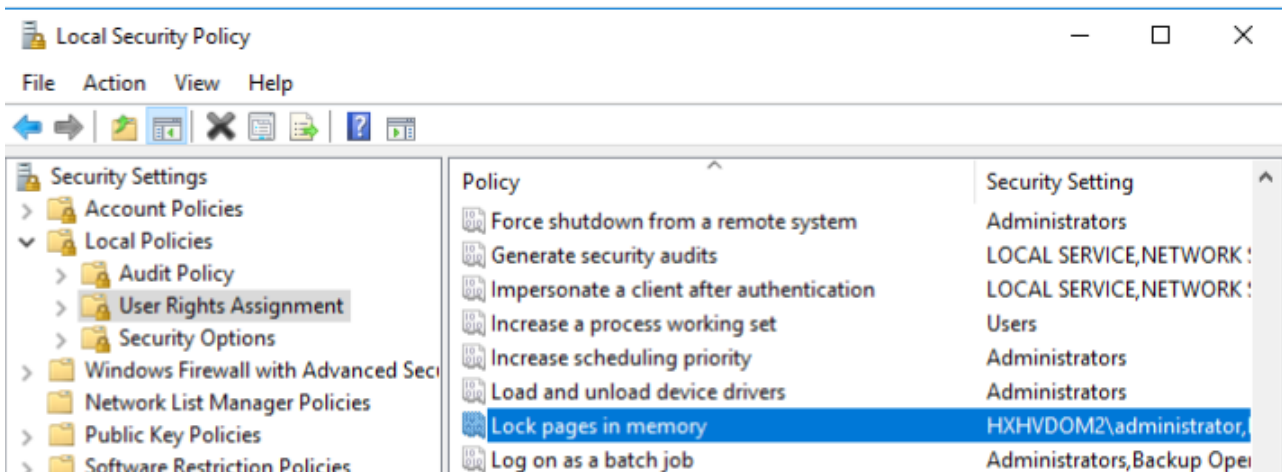 Local Security Policy
File Action View Help
Security Settings
Account Policies
Local Policies
Audit Policy
User Rights Assignment
Security Options
Windows Firewall with Advanced Secu
Network List Manager Policies
Public Key Policies
Software Restriction Policies
Policy Security Setting
Force shutdown from a remote system Administrators
Generate security audits LOCAL SERVICE,NETWORK
Impersonate a client after authentication LOCAL SERVICE,NETWORK
Increase a process working set Users
Increase scheduling priority Administrators
Load and unload device drivers Administrators
Lock pages in memory HXHVDOM2\administrator,
Log on as a batch job Administrators,Backup Oper